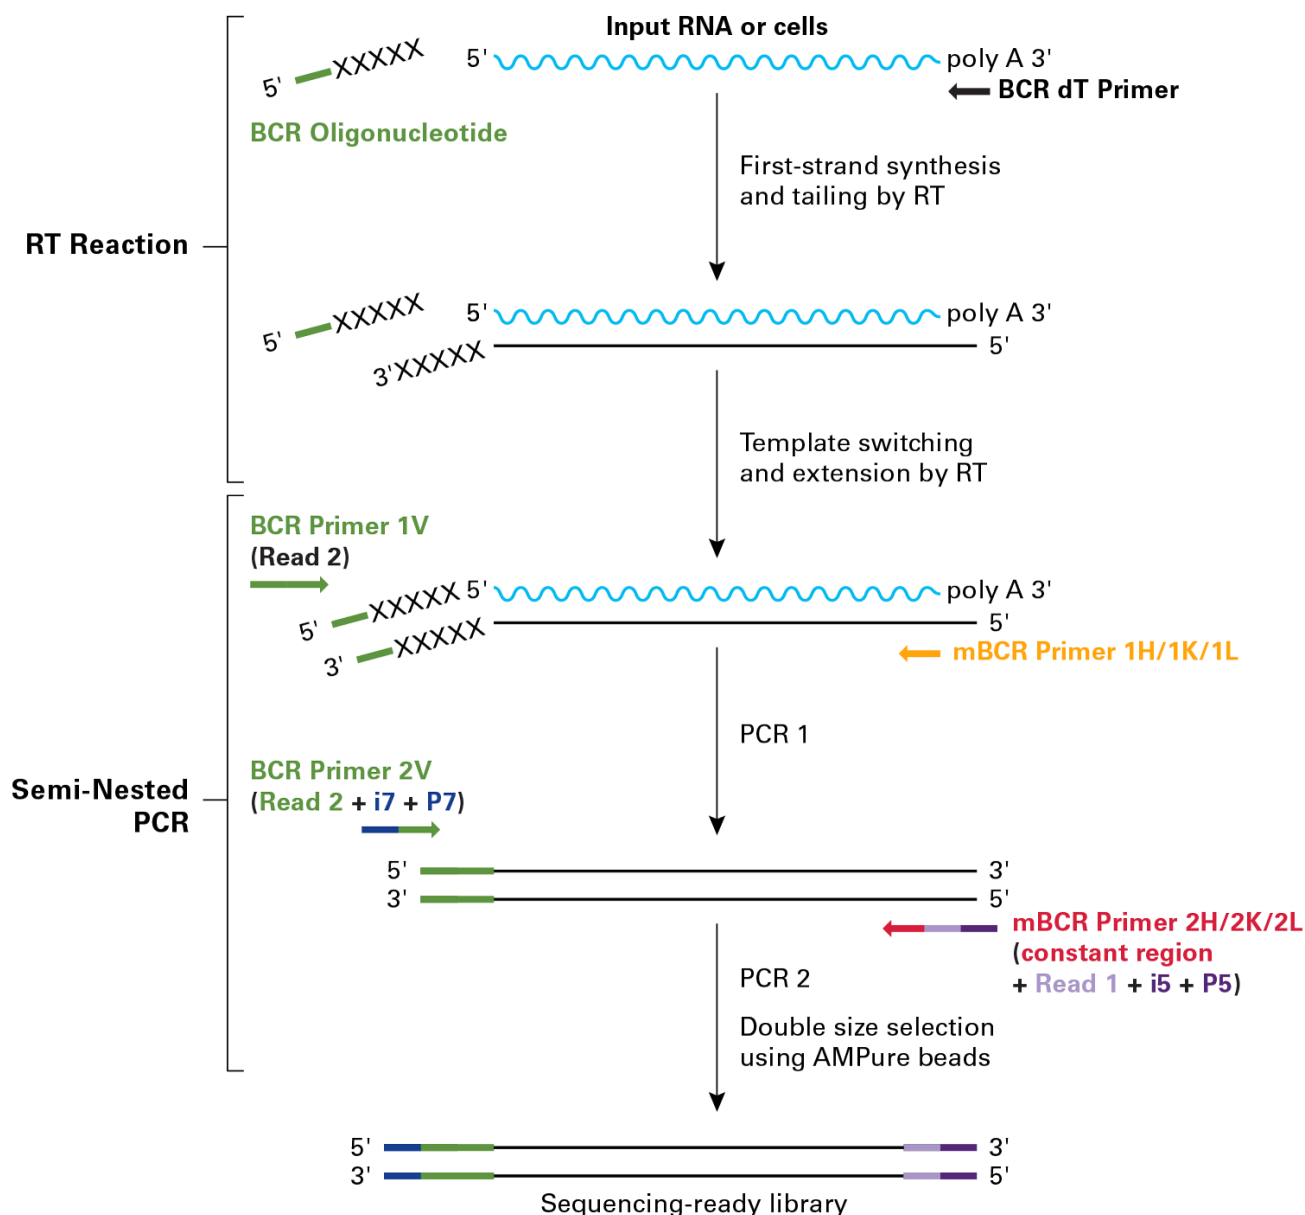 Input RNA or cells
5' XXXXX
5' poly A 3'
BCR dT Primer
BCR Oligonucleotide
First-strand synthesis
and tailing by RT
RT Reaction
5' XXXXX
5' poly A 3'
3'XXXXX
5'
Template switching
and extension by RT
BCR Primer 1V
(Read 2)
5' XXXXX 5' poly A 3'
3' XXXXX
5'
mBCR Primer 1H/1K/1L
PCR 1
Semi-Nested
PCR
BCR Primer 2V
(Read 2 + i7 + P7)
5' 3'
3' 5'
mBCR Primer 2H/2K/2L
(constant region
+ Read 1 + i5 + P5)
PCR 2
Double size selection
using AMPure beads
5' 3'
3' 5'
Sequencing-ready library